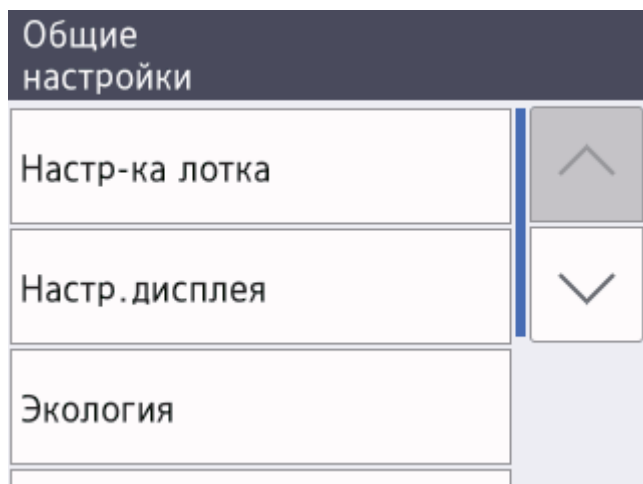 Общие
настройки
Настр-ка лотка
Настр.дисплея
Экология